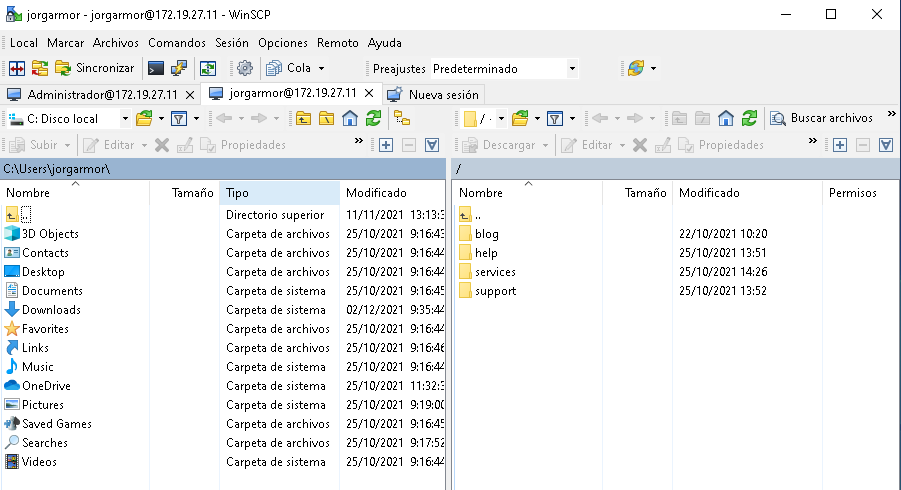 jorgarmor - jorgarmor@172.19.27.11 - WinSCP
Local Marcar Archivos Comandos Sesión Opciones Remoto Ayuda
Sincronizar Cola Preajustes Predeterminado
Administrador@172.19.27.11 jorgarmor@172.19.27.11 Nueva sesión
C: Disco local / Buscar archivos »
Subir Editar Propiedades » Descargar Editar Propiedades »
C:\Users\jorgarmor\ /
Nombre Tamaño Tipo Modificado Nombre Tamaño Modificado Permisos
.. Directorio superior 11/11/2021 13:13:3 ..
3D Objects Carpeta de archivos 25/10/2021 9:16:43 blog 22/10/2021 10:20
Contacts Carpeta de archivos 25/10/2021 9:16:44 help 25/10/2021 13:51
Desktop Carpeta de archivos 25/10/2021 9:16:44 services 25/10/2021 14:26
Documents Carpeta de sistema 25/10/2021 9:16:45 support 25/10/2021 13:52
Downloads Carpeta de sistema 02/12/2021 9:35:44
Favorites Carpeta de archivos 25/10/2021 9:16:44
Links Carpeta de archivos 25/10/2021 9:16:46
Music Carpeta de sistema 25/10/2021 9:16:44
OneDrive Carpeta de sistema 25/10/2021 11:32:3
Pictures Carpeta de sistema 25/10/2021 9:19:00
Saved Games Carpeta de archivos 25/10/2021 9:16:45
Searches Carpeta de archivos 25/10/2021 9:17:52
Videos Carpeta de sistema 25/10/2021 9:16:44